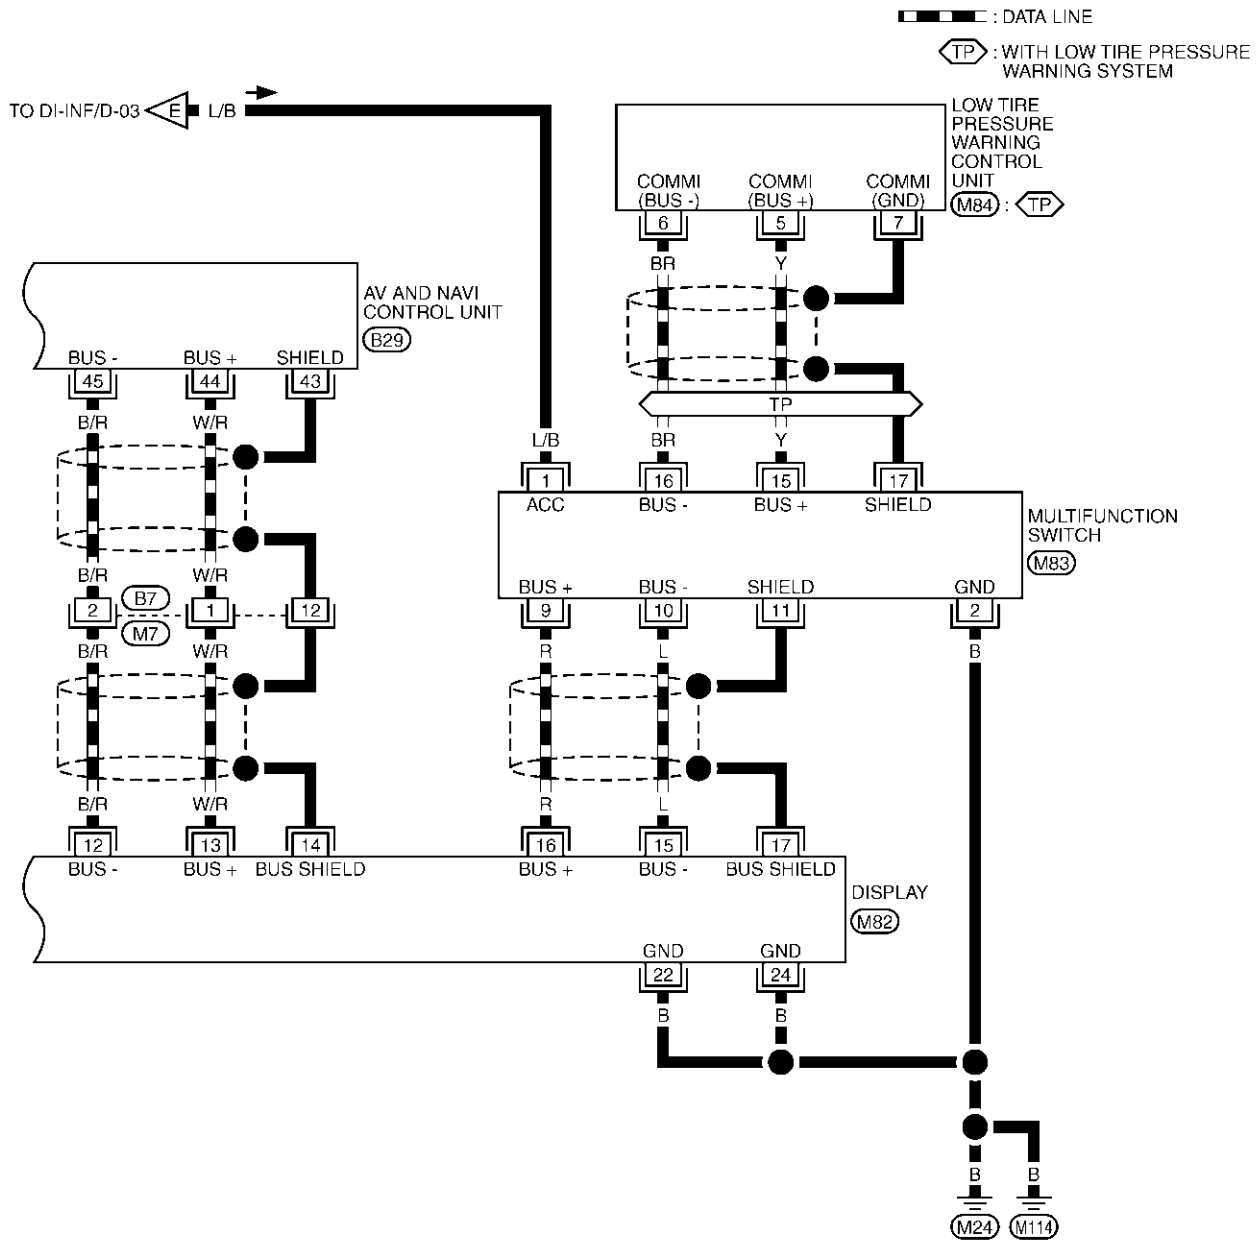 : DATA LINE
TP : WITH LOW TIRE PRESSURE
WARNING SYSTEM
TO DI-INF/D-03 E L/B
LOW TIRE
PRESSURE
WARNING
CONTROL
UNIT
M84 : TP
COMMI COMMI COMMI
(BUS -) (BUS +) (GND)
6 5 7
BR Y
AV AND NAVI
CONTROL UNIT
B29
BUS - BUS + SHIELD
45 44 43
B/R W/R
TP
L/B BR Y
1 16 15 17
ACC BUS - BUS + SHIELD
MULTIFUNCTION
SWITCH
M83
B/R W/R
BUS + BUS - SHIELD GND
2 B7 1 12
M7
9 10 11 2
B/R W/R R L B
B/R W/R R L
12 13 14 16 15 17
BUS - BUS + BUS SHIELD BUS + BUS - BUS SHIELD
DISPLAY
M82
GND GND
22 24
B B
B B
M24 M114